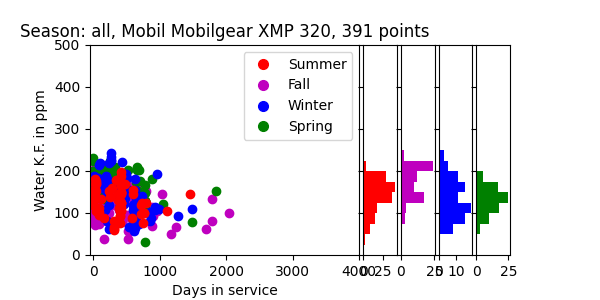 Season: all, Mobil Mobilgear XMP 320, 391 points
Water K.F. in ppm
500
400
300
200
100
0
Summer
Fall
Winter
Spring
0 1000 2000 3000 4000 0 25 0 25 0 10 0 25
Days in service